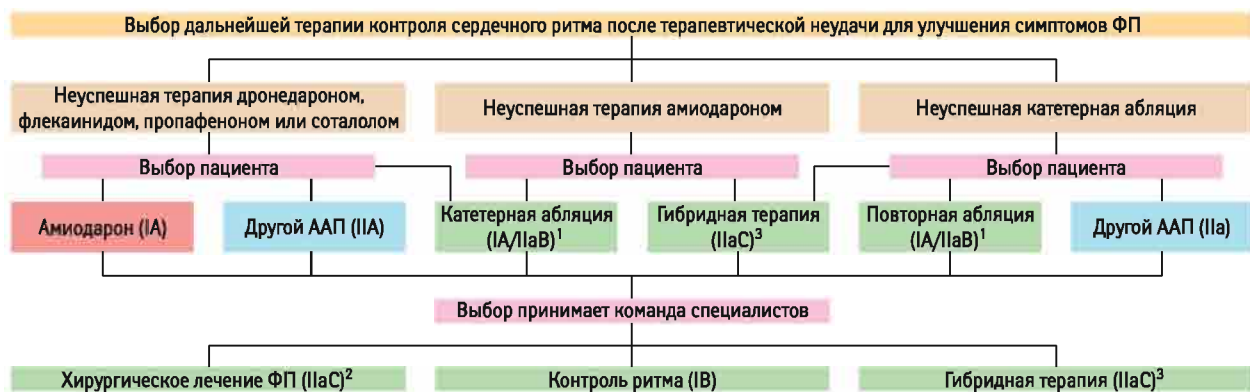 Выбор дальнейшей терапии контроля сердечного ритма после терапевтической неудачи для улучшения симптомов ФП
Неуспешная терапия дронедароном,
флекаинидом, пропафеноном или соталолом
Неуспешная терапия амиодароном
Неуспешная катетерная абляция
Выбор пациента
Выбор пациента
Выбор пациента
Амиодарон (IA)
Другой ААП (IIA)
Катетерная абляция
(IA/IIaB)¹
Гибридная терапия
(IIaC)³
Повторная абляция
(IA/IIaB)¹
Другой ААП (IIa)
Выбор принимает команда специалистов
Хирургическое лечение ФП (IIaC)²
Контроль ритма (IB)
Гибридная терапия (IIaC)³